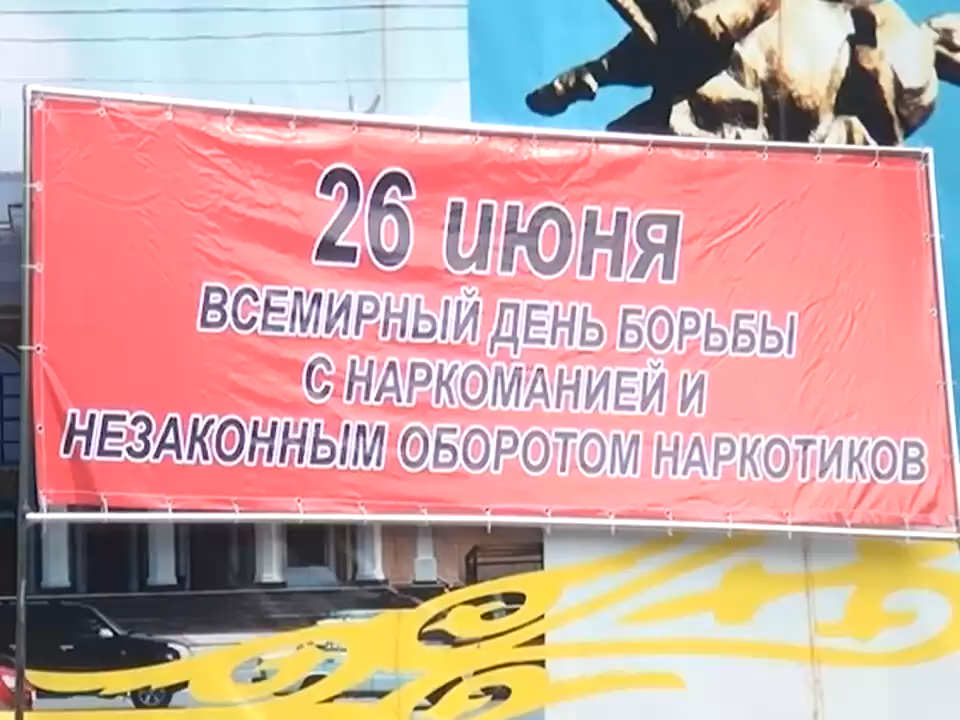 26 июня
ВСЕМИРНЫЙ ДЕНЬ БОРЬБЫ
С НАРКОМАНИЕЙ И
НЕЗАКОННЫМ ОБОРОТОМ НАРКОТИКОВ